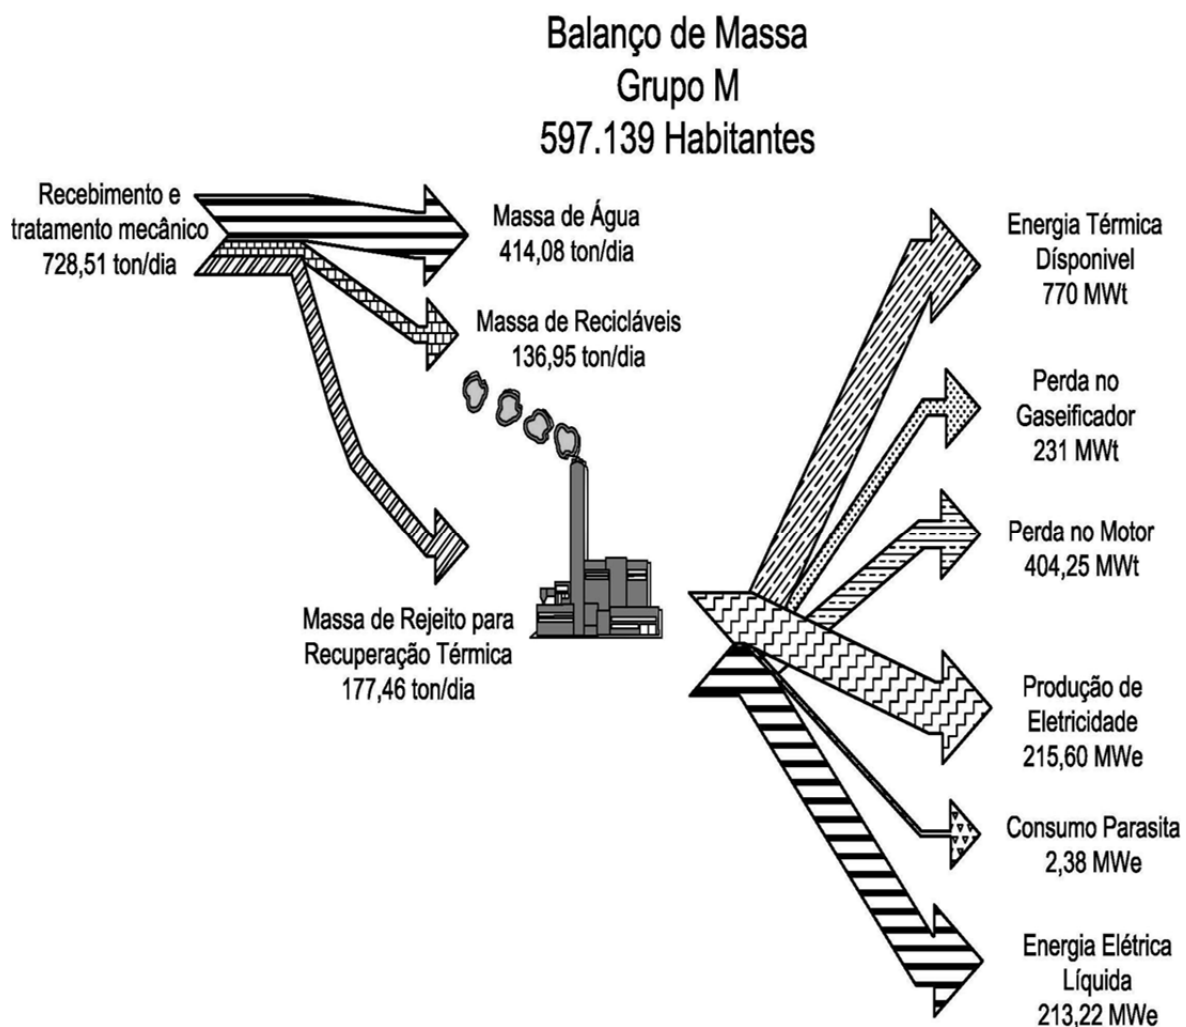 Balanço de Massa
Grupo M
597.139 Habitantes
Recebimento e
tratamento mecânico
728,51 ton/dia
Massa de Água
414,08 ton/dia
Massa de Recicláveis
136,95 ton/dia
Massa de Rejeito para
Recuperação Térmica
177,46 ton/dia
Energia Térmica
Dísponivel
770 MWt
Perda no
Gaseificador
231 MWt
Perda no Motor
404,25 MWt
Produção de
Eletricidade
215,60 MWe
Consumo Parasita
2,38 MWe
Energia Elétrica
Líquida
213,22 MWe